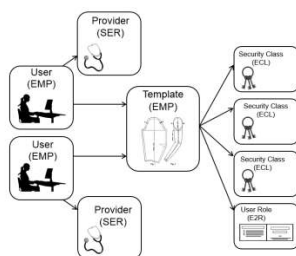 Provider
(SER)
User
(EMP)
Template
(EMP)
User
(EMP)
Provider
(SER)
Security Class
(ECL)
Security Class
(ECL)
Security Class
(ECL)
User Role
(E2R)